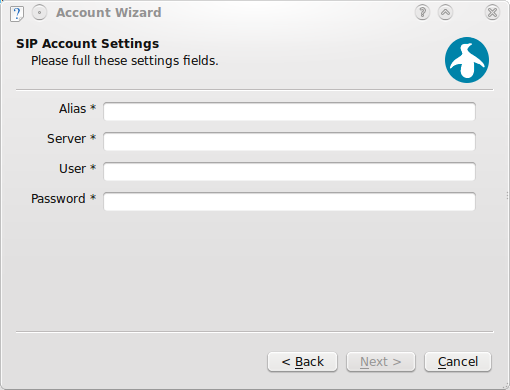 Account Wizard
SIP Account Settings
Please full these settings fields.
Alias *
Server *
User *
Password *
< Back
Next >
Cancel